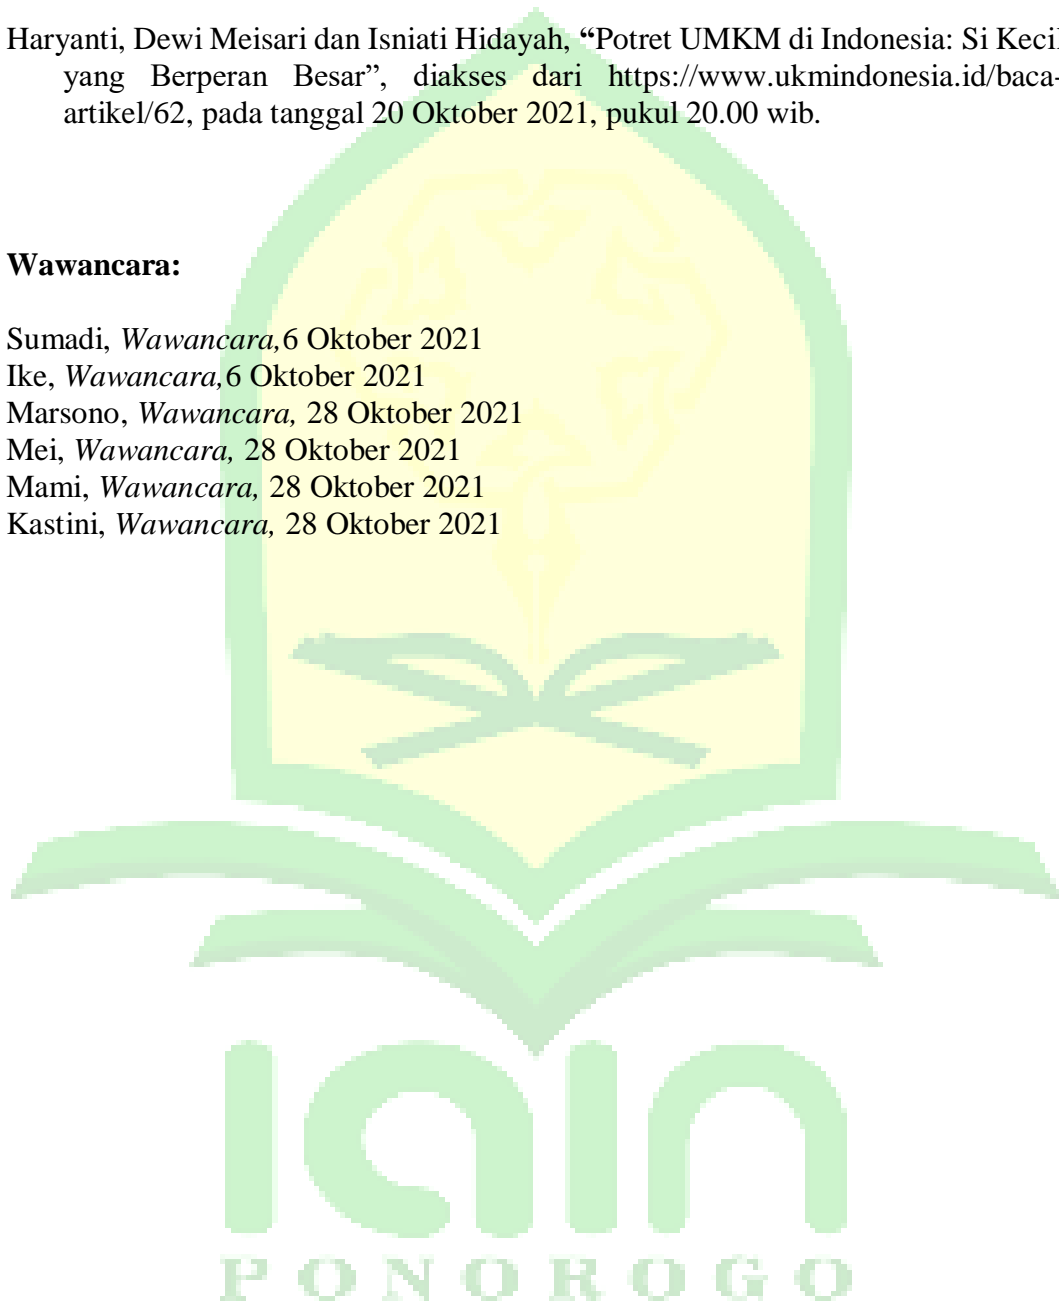 Haryanti, Dewi Meisari dan Isniati Hidayah, “Potret UMKM di Indonesia: Si Kecil
yang Berperan Besar”, diakses dari https://www.ukmindonesia.id/baca-
artikel/62, pada tanggal 20 Oktober 2021, pukul 20.00 wib.
Wawancara:
Sumadi, Wawancara,6 Oktober 2021
Ike, Wawancara,6 Oktober 2021
Marsono, Wawancara, 28 Oktober 2021
Mei, Wawancara, 28 Oktober 2021
Mami, Wawancara, 28 Oktober 2021
Kastini, Wawancara, 28 Oktober 2021
iain
PONOROGO